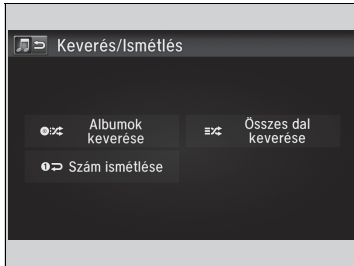 Keverés/Ismétlés
Albumok
keverése
Összes dal
keverése
Szám ismétlése